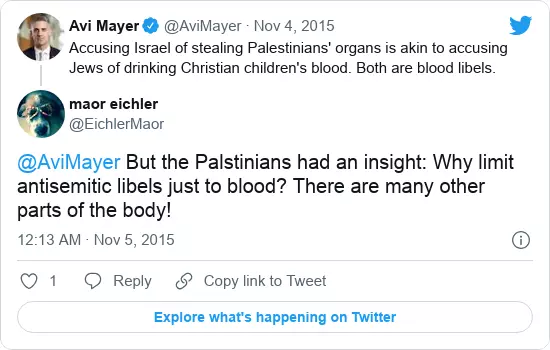 Avi Mayer @AviMayer · Nov 4, 2015
Accusing Israel of stealing Palestinians' organs is akin to accusing
Jews of drinking Christian children's blood. Both are blood libels.
maor eichler
@EichlerMaor
@AviMayer But the Palstinians had an insight: Why limit
antisemitic libels just to blood? There are many other
parts of the body!
12:13 AM · Nov 5, 2015
1 Reply Copy link to Tweet
Explore what's happening on Twitter